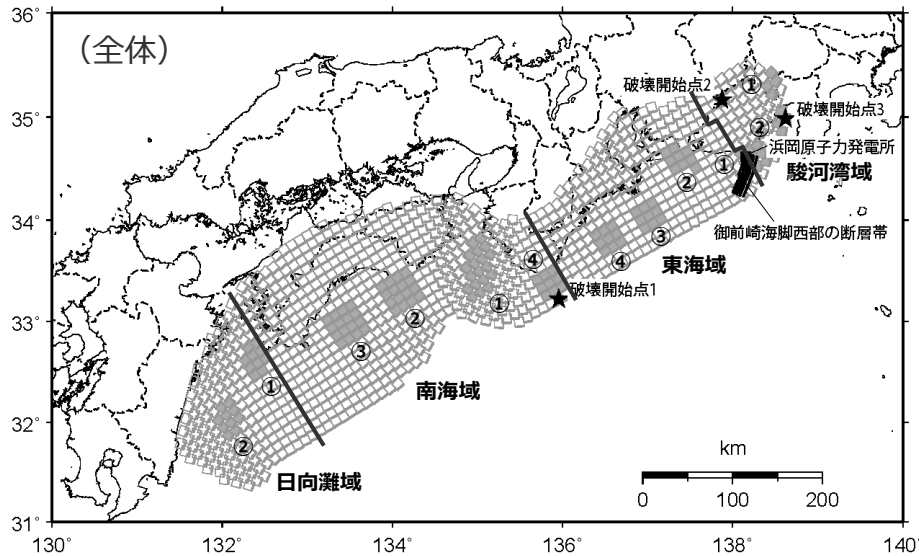 36°
（全体）
破壊開始点2
①
35°
破壊開始点3
②
浜岡原子力発電所
①
②
駿河湾域
34°
御前崎海脚西部の断層帯
③
④
④
東海域
破壊開始点1
①
33°
②
③
①
南海域
32°
②
km
日向灘域
0
100
200
31°
130
132
134
136
138
140